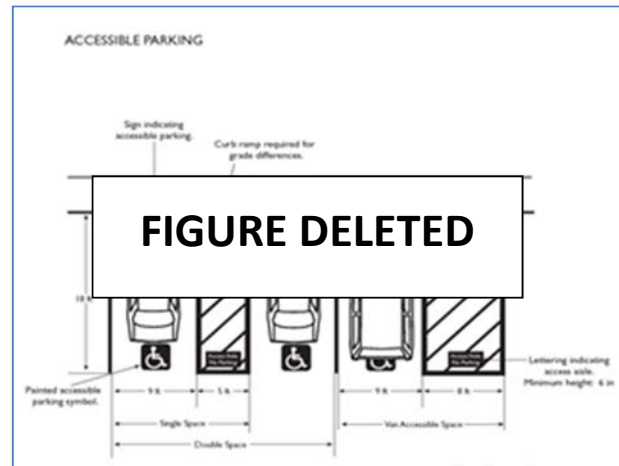 ACCESSIBLE PARKING
Sign indicating
accessible parking.
Curb ramp required for
grade differences.
FIGURE DELETED
18 ft
Painted accessible
parking symbol.
9 ft
5 ft
9 ft
8 ft
Lettering indicating
access aisle.
Minimum height: 6 in
Single Space
Van Accessible Space
Double Space